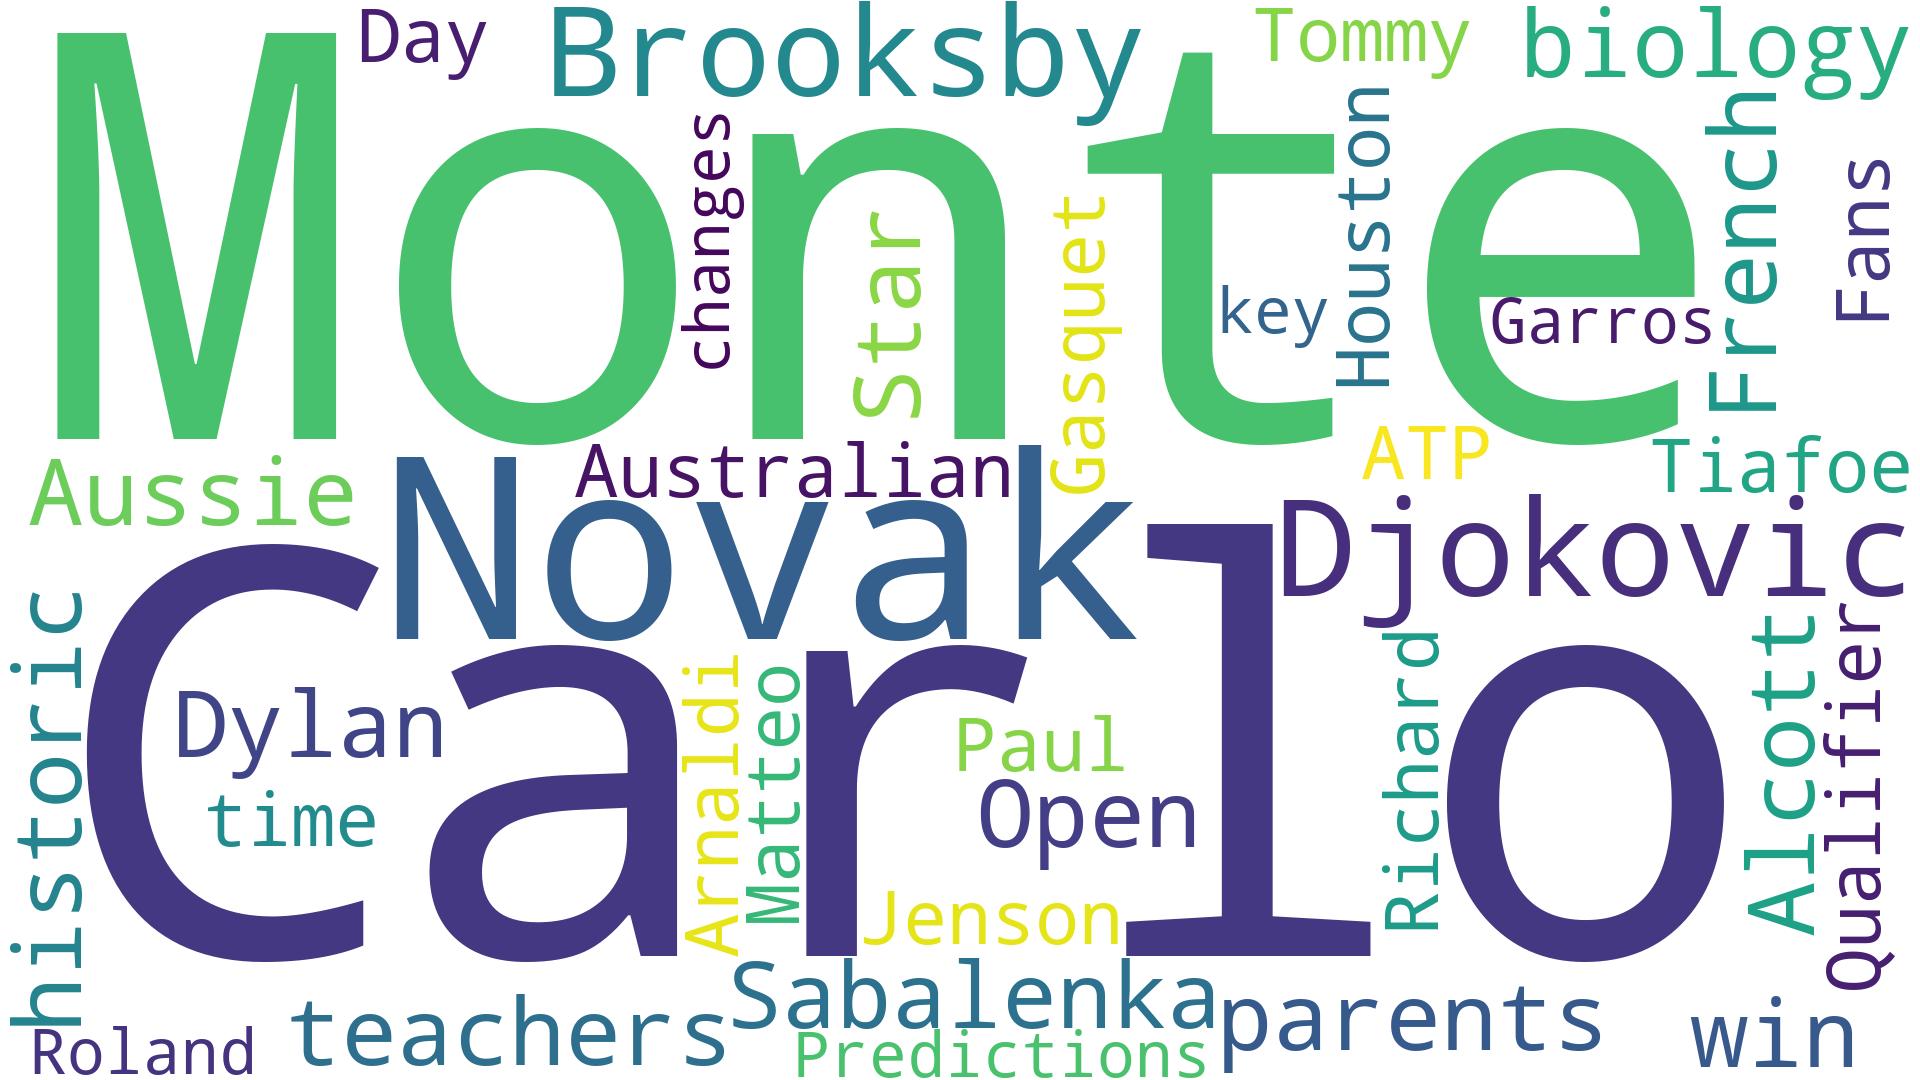 Day
Brooksby
Tommy
biology
Monte
changes
Star
Gasquet
Houston
key
Garros
French
Fans
Aussie
Australian
ATP
Tiafoe
Novak
Djokovic
Carlo
historic
Dylan
time
Arnaldi
Matteo
Paul
Open
Jenson
Richard
Alcott
Qualifier
Sabalenka
teachers
parents
win
Roland
Predictions